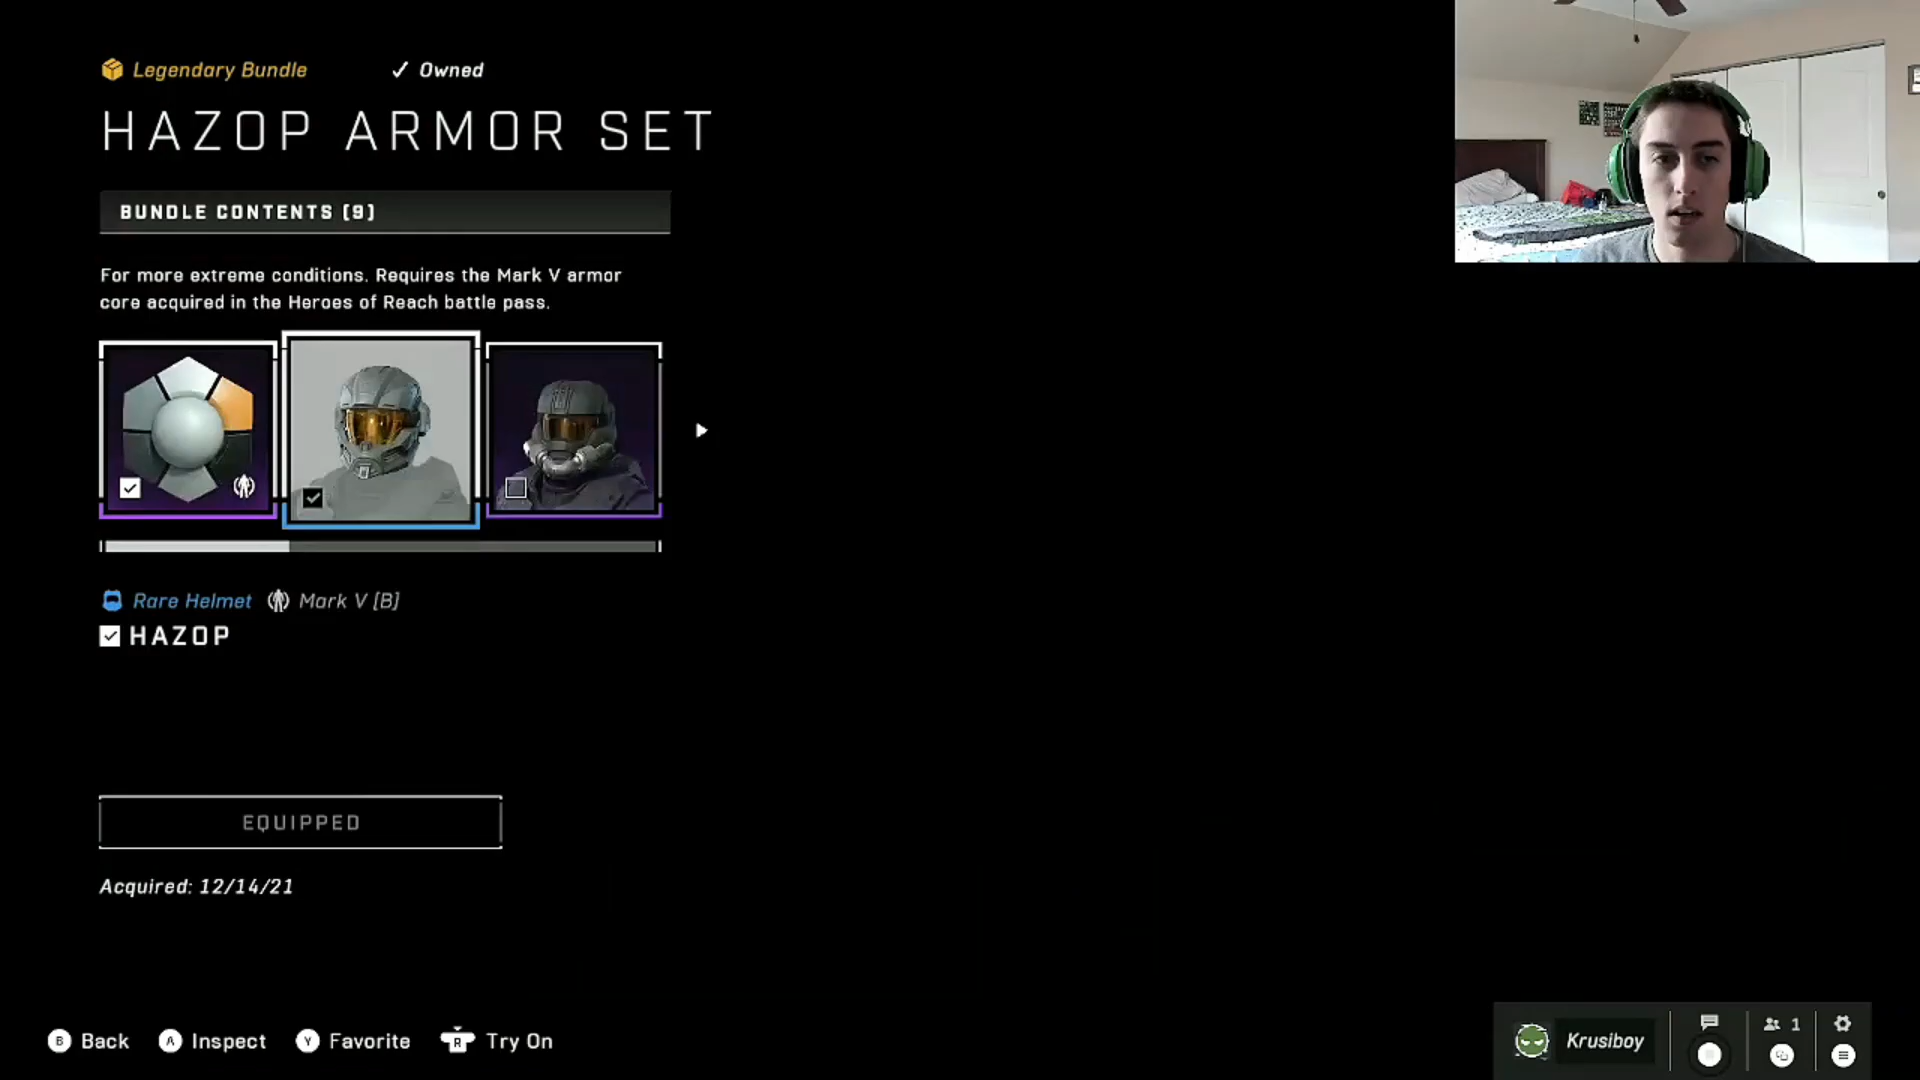 Legendary Bundle ✓ Owned
HAZOP ARMOR SET
BUNDLE CONTENTS [9]
For more extreme conditions. Requires the Mark V armor
core acquired in the Heroes of Reach battle pass.
Rare Helmet Mark V [B]
HAZOP
EQUIPPED
Acquired: 12/14/21
B Back A Inspect Y Favorite R Try On
Krusiboy 1